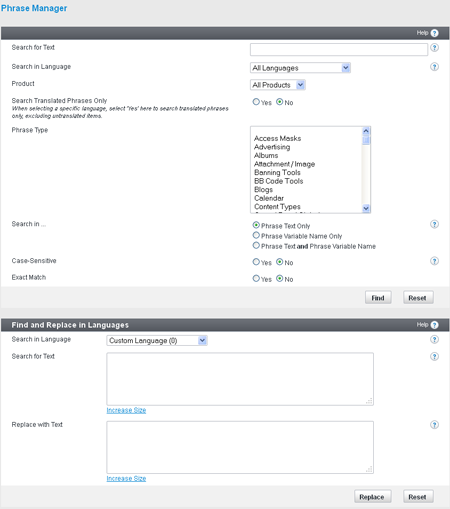 Phrase Manager
Help ?
Search for Text ?
Search in Language All Languages ?
Product All Products
Search Translated Phrases Only Yes No
When selecting a specific language, select 'Yes' here to search translated phrases
only, excluding untranslated items.
Phrase Type
Access Masks
Advertising
Albums
Attachment / Image
Banning Tools
BB Code Tools
Blogs
Calendar
Content Types
Search in ... Phrase Text Only ?
Phrase Variable Name Only
Phrase Text and Phrase Variable Name
Case-Sensitive Yes No ?
Exact Match Yes No
Find Reset
Find and Replace in Languages Help ?
Search in Language Custom Language (0) ?
Search for Text ?
Increase Size
Replace with Text ?
Increase Size
Replace Reset